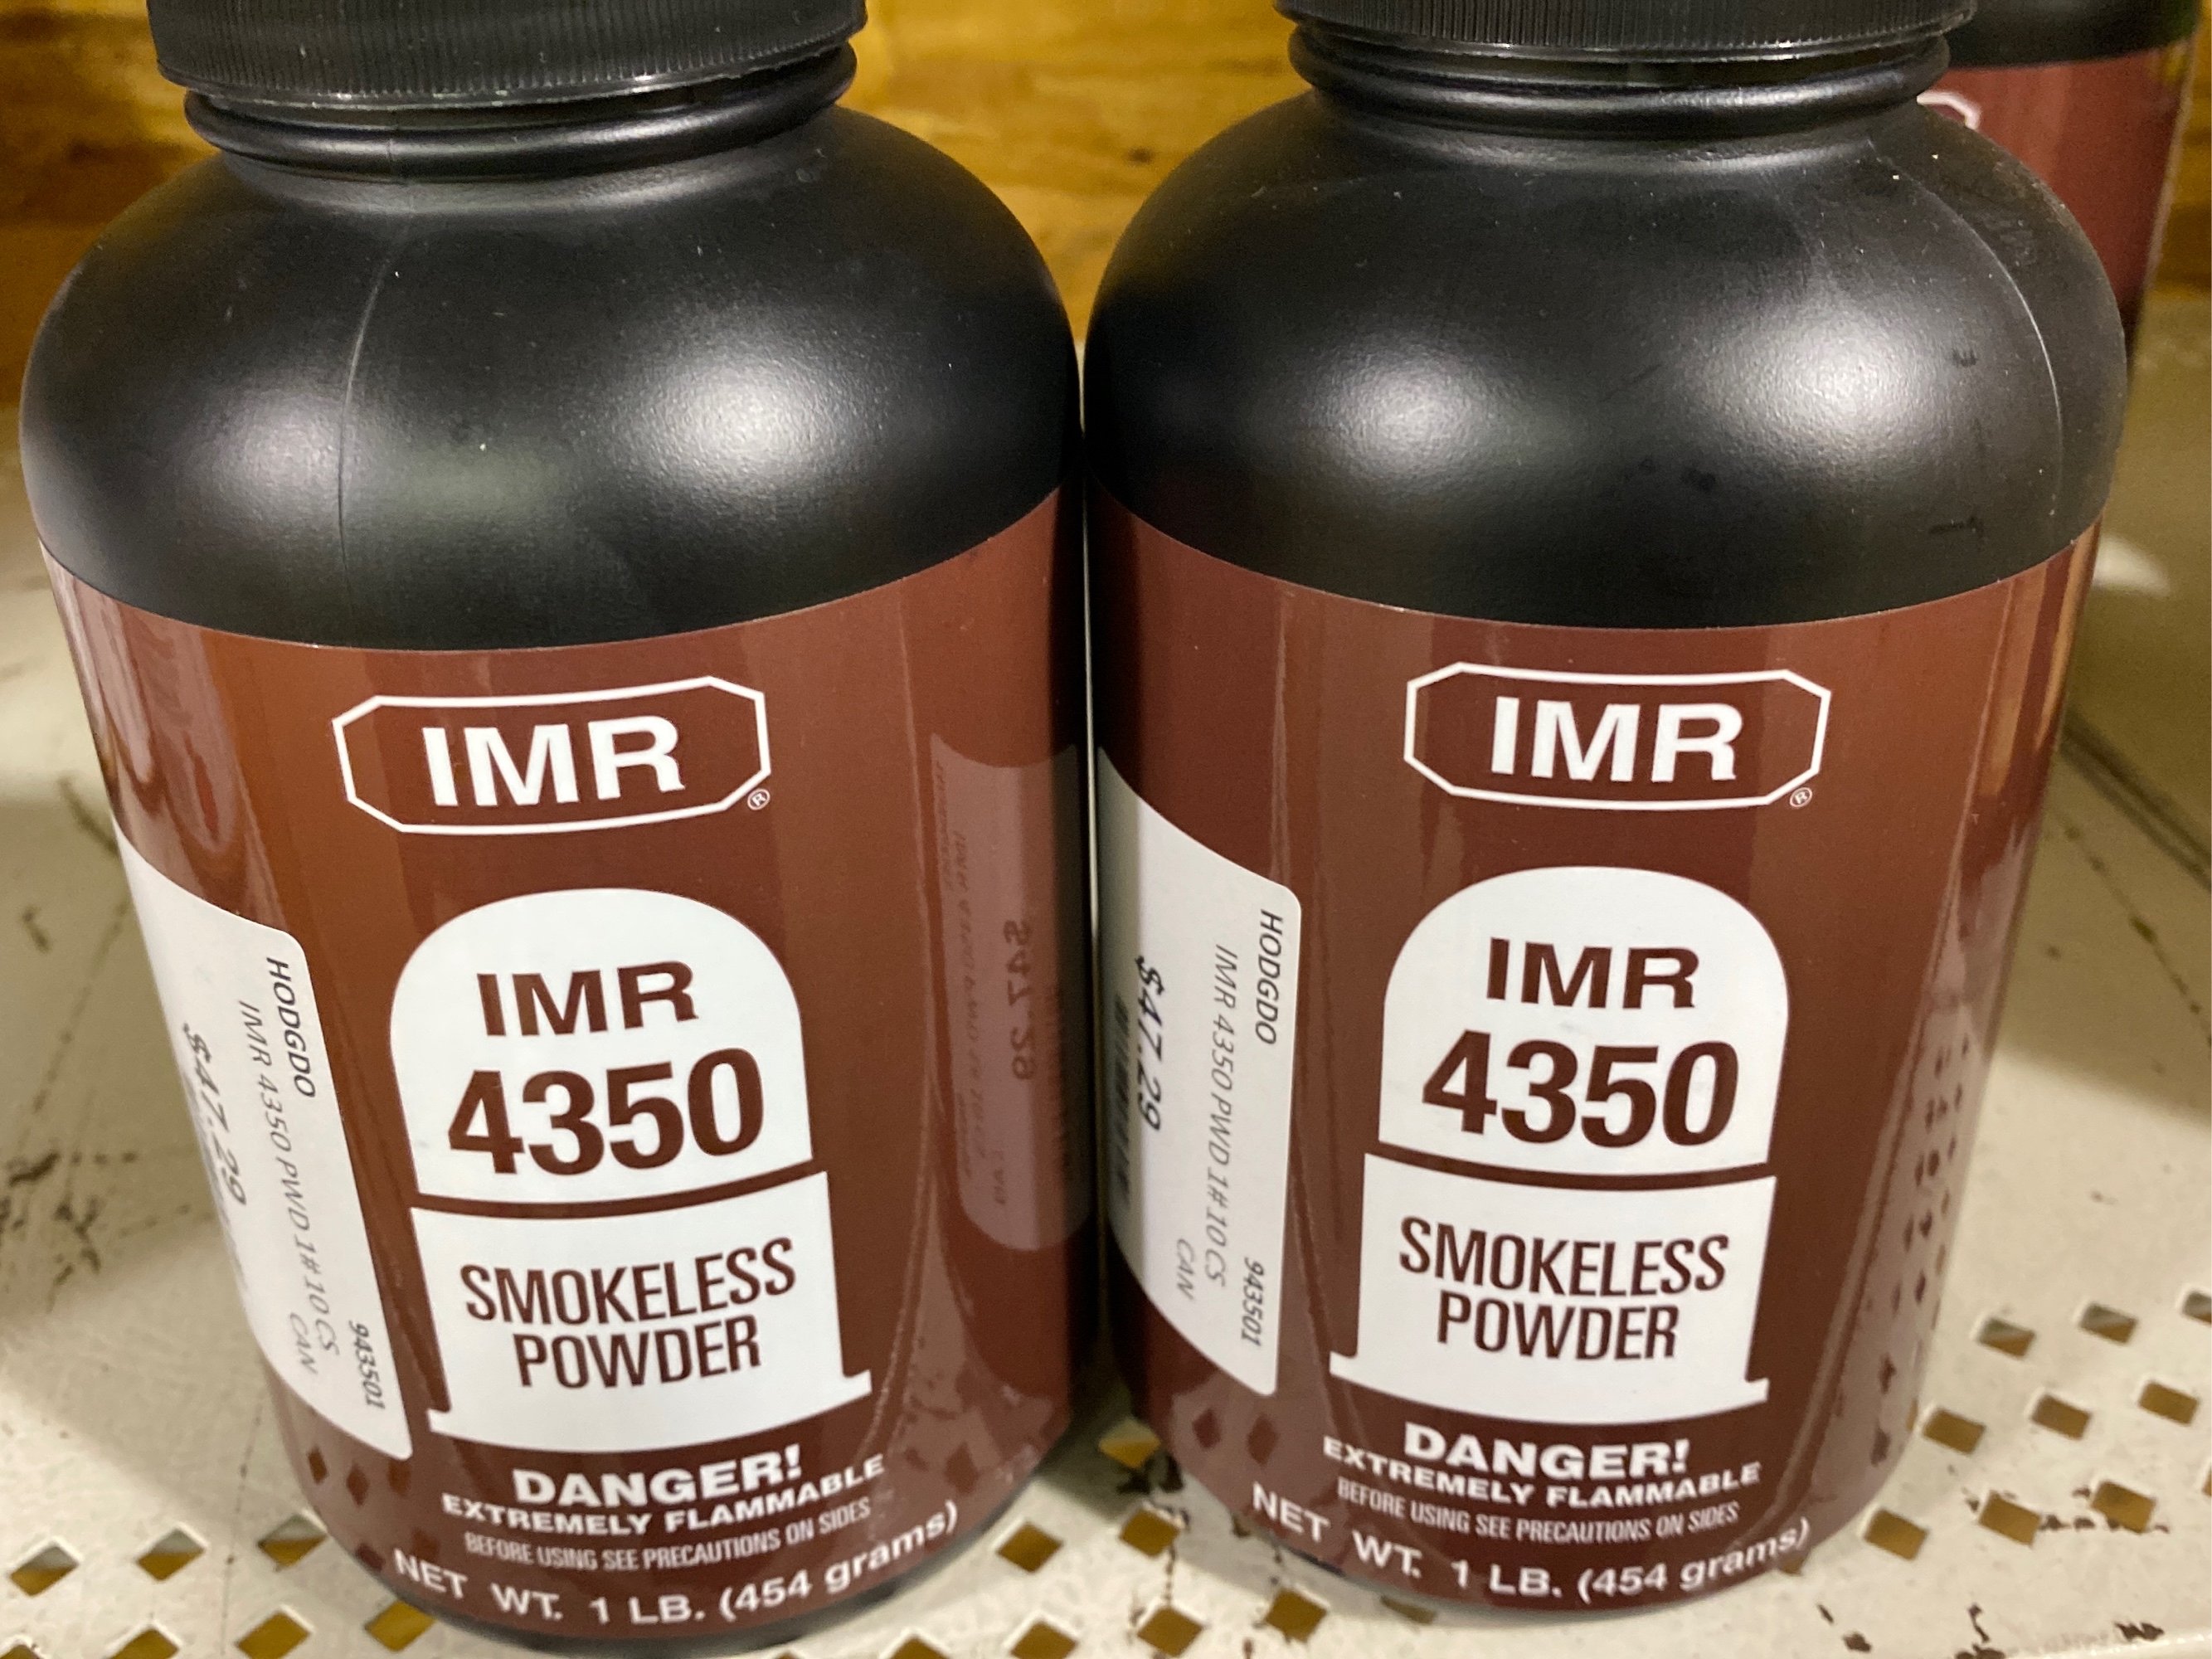 IMR
®
IMR
4350
SMOKELESS
POWDER
DANGER!
EXTREMELY FLAMMABLE
BEFORE USING SEE PRECAUTIONS ON SIDES
NET WT. 1 LB. (454 grams)
HODGDO 943501
IMR 4350 PWD 1# 10 CS
CAN
$47.29
IMR
®
IMR
4350
SMOKELESS
POWDER
DANGER!
EXTREMELY FLAMMABLE
BEFORE USING SEE PRECAUTIONS ON SIDES
NET WT. 1 LB. (454 grams)
HODGDO 943501
IMR 4350 PWD 1# 10 CS
CAN
$47.29